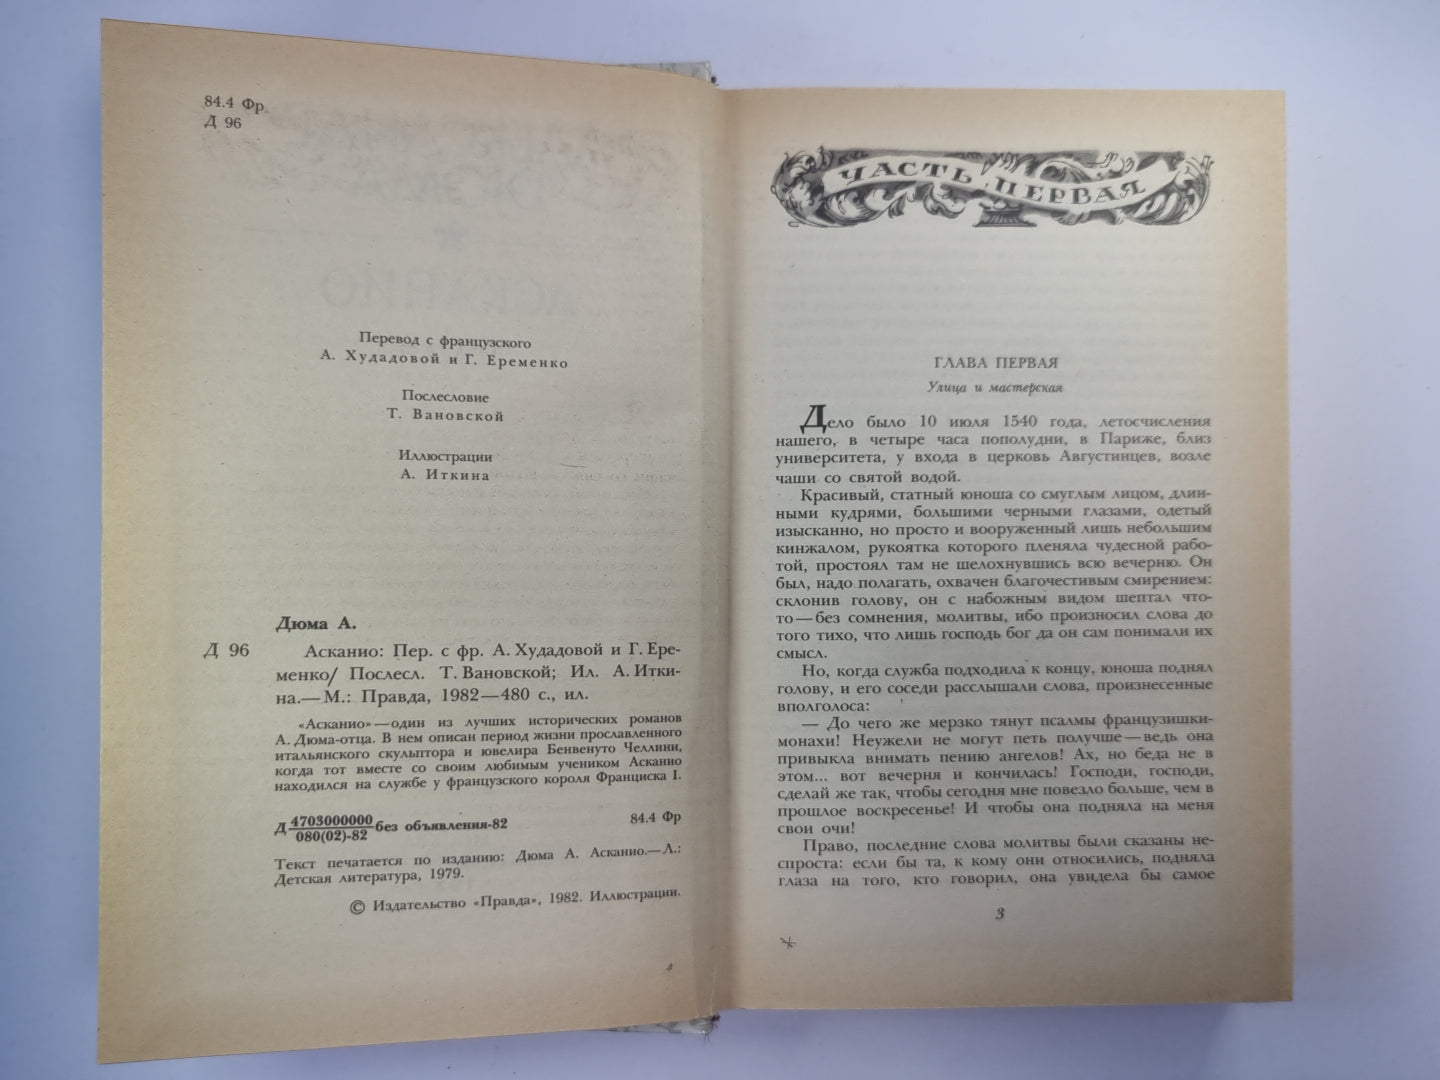 84.4 Фр
Д 96
Перевод с французского
А. Худадовой и Г. Еременко
Послесловие
Т. Вановской
Иллюстрации
А. Иткина
Дюма А.
Д 96 Асканио: Пер. с фр. А. Худадовой и Г. Ере-
менко/ Послесл. Т. Вановской; Ил. А. Итки-
на.—М.: Правда, 1982—480 с., ил.
«Асканио»—один из лучших исторических романов
А. Дюма-отца. В нем описан период жизни прославленного
итальянского скульптора и ювелира Бенвенуто Челлини,
когда тот вместе со своим любимым учеником Асканио
находился на службе у французского короля Франциска I.
Д 4703000000
080(02)-82 без объявления-82 84.4 Фр
Текст печатается по изданию: Дюма А. Асканио.—Л.:
Детская литература, 1979.
© Издательство «Правда», 1982. Иллюстрации.
ЧАСТЬ ПЕРВАЯ
ГЛАВА ПЕРВАЯ
Улица и мастерская
Дело было 10 июля 1540 года, летосчисления
нашего, в четыре часа пополудни, в Париже, близ
университета, у входа в церковь Августинцев, возле
чаши со святой водой.
Красивый, статный юноша со смуглым лицом, длин-
ными кудрями, большими черными глазами, одетый
изысканно, но просто и вооруженный лишь небольшим
кинжалом, рукоятка которого пленяла чудесной рабо-
той, простоял там не шелохнувшись всю вечерню. Он
был, надо полагать, охвачен благочестивым смирением:
склонив голову, он с набожным видом шептал что-
то—без сомнения, молитвы, ибо произносил слова до
того тихо, что лишь господь бог да он сам понимали их
смысл.
Но, когда служба подходила к концу, юноша поднял
голову, и его соседи расслышали слова, произнесенные
вполголоса:
— До чего же мерзко тянут псалмы французишки-
монахи! Неужели не могут петь получше—ведь она
привыкла внимать пению ангелов! Ах, но беда не в
этом... вот вечерня и кончилась! Господи, господи,
сделай же так, чтобы сегодня мне повезло больше, чем в
прошлое воскресенье! И чтобы она подняла на меня
свои очи!
Право, последние слова молитвы были сказаны не-
спроста: если бы та, к кому они относились, подняла
глаза на того, кто говорил, она увидела бы самое
3